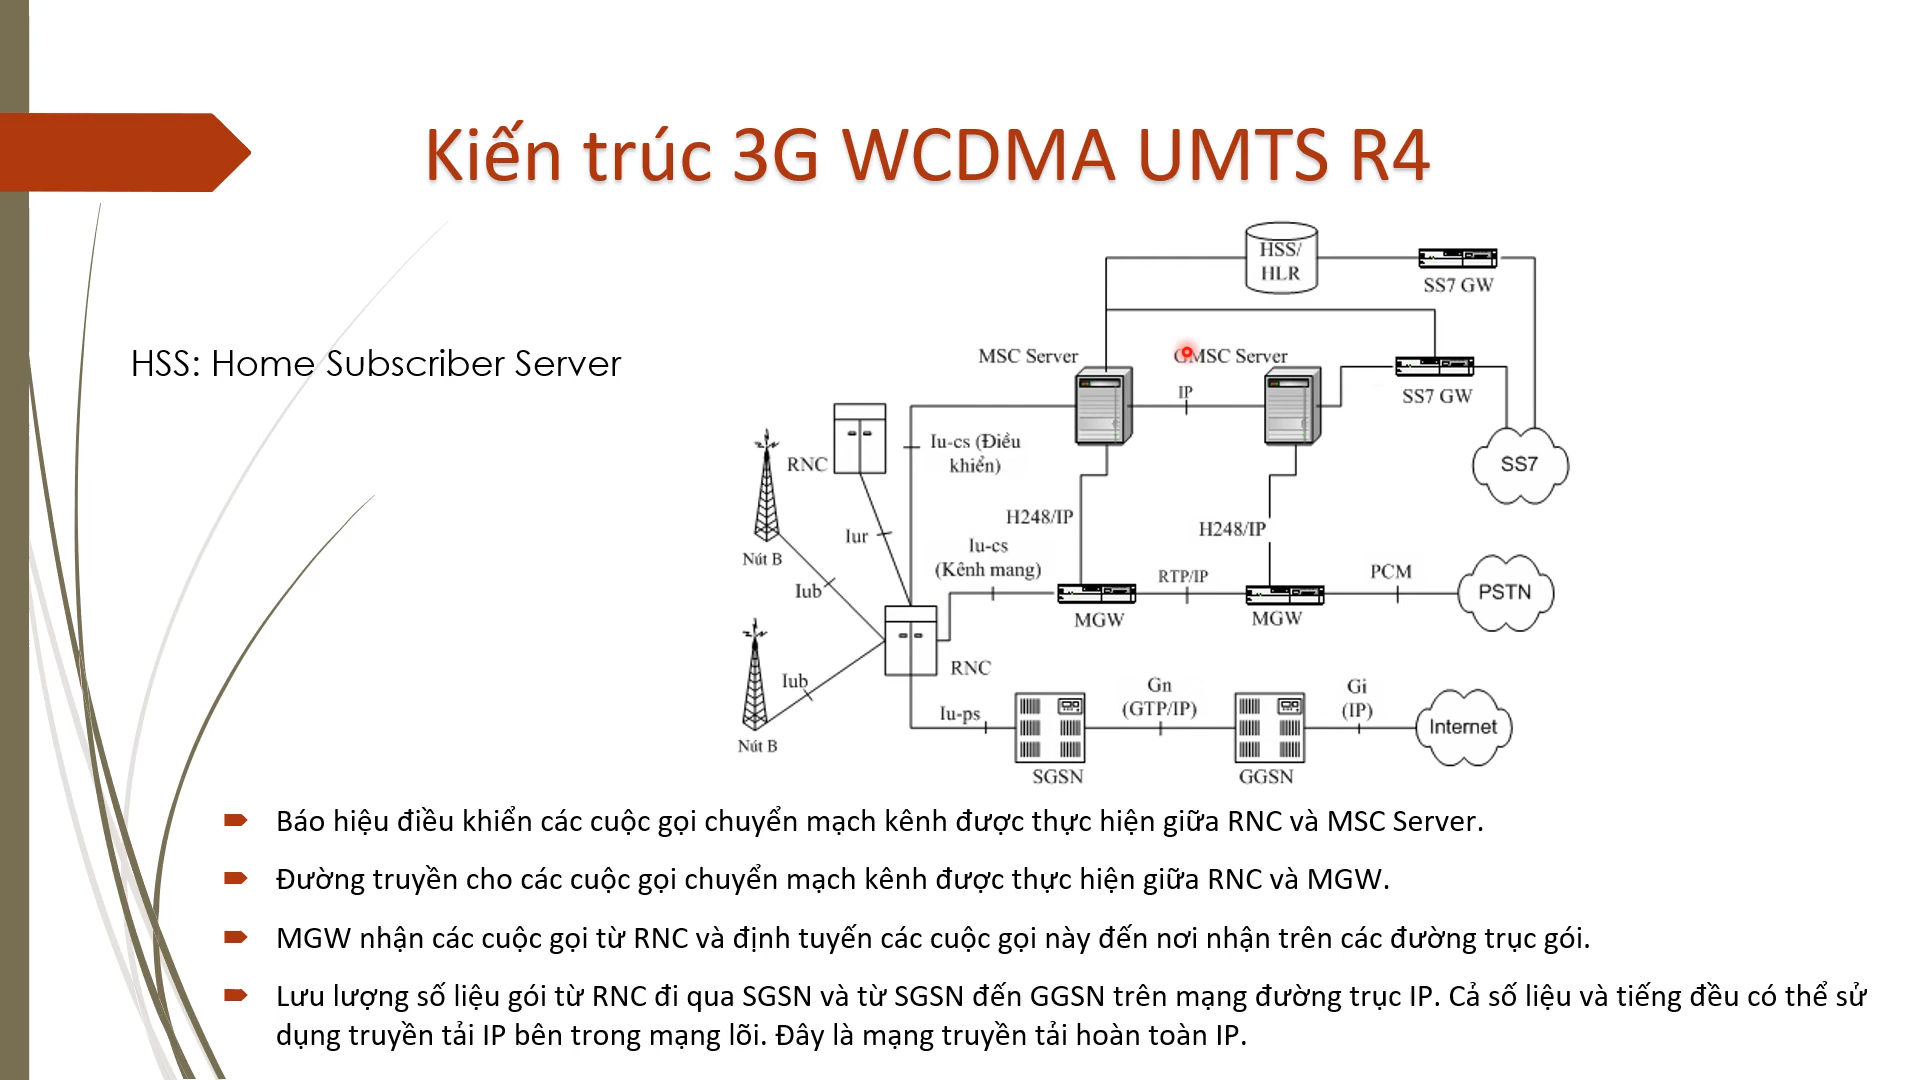 Kiến trúc 3G WCDMA UMTS R4
HSS: Home Subscriber Server
HSS/
HLR
SS7 GW
MSC Server
GMSC Server
IP
SS7 GW
SS7
RNC
Iu-cs (Điều
khiển)
Iur
H248/IP
H248/IP
Nút B
Iub
Iu-cs
(Kênh mang)
RTP/IP
PCM
PSTN
MGW
MGW
RNC
Iub
Nút B
Iu-ps
Gn
(GTP/IP)
Gi
(IP)
Internet
SGSN
GGSN
Báo hiệu điều khiển các cuộc gọi chuyển mạch kênh được thực hiện giữa RNC và MSC Server.
Đường truyền cho các cuộc gọi chuyển mạch kênh được thực hiện giữa RNC và MGW.
MGW nhận các cuộc gọi từ RNC và định tuyến các cuộc gọi này đến nơi nhận trên các đường trục gói.
Lưu lượng số liệu gói từ RNC đi qua SGSN và từ SGSN đến GGSN trên mạng đường trục IP. Cả số liệu và tiếng đều có thể sử
dụng truyền tải IP bên trong mạng lõi. Đây là mạng truyền tải hoàn toàn IP.